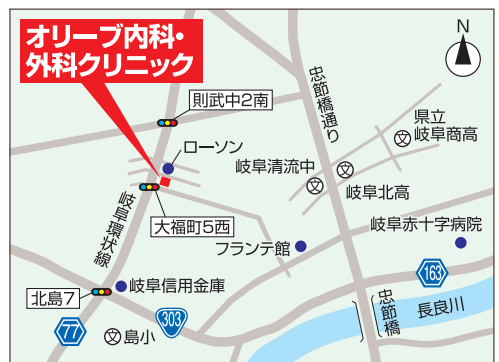 オリーブ内科・
外科クリニック
N
則武中2南
忠節橋通り
県立
岐阜商高
ローソン
岐阜清流中
文
文
文
岐阜北高
大福町5西
岐阜環状線
フランテ館
岐阜赤十字病院
163
岐阜信用金庫
北島7
303
忠節橋
長良川
77
文
島小